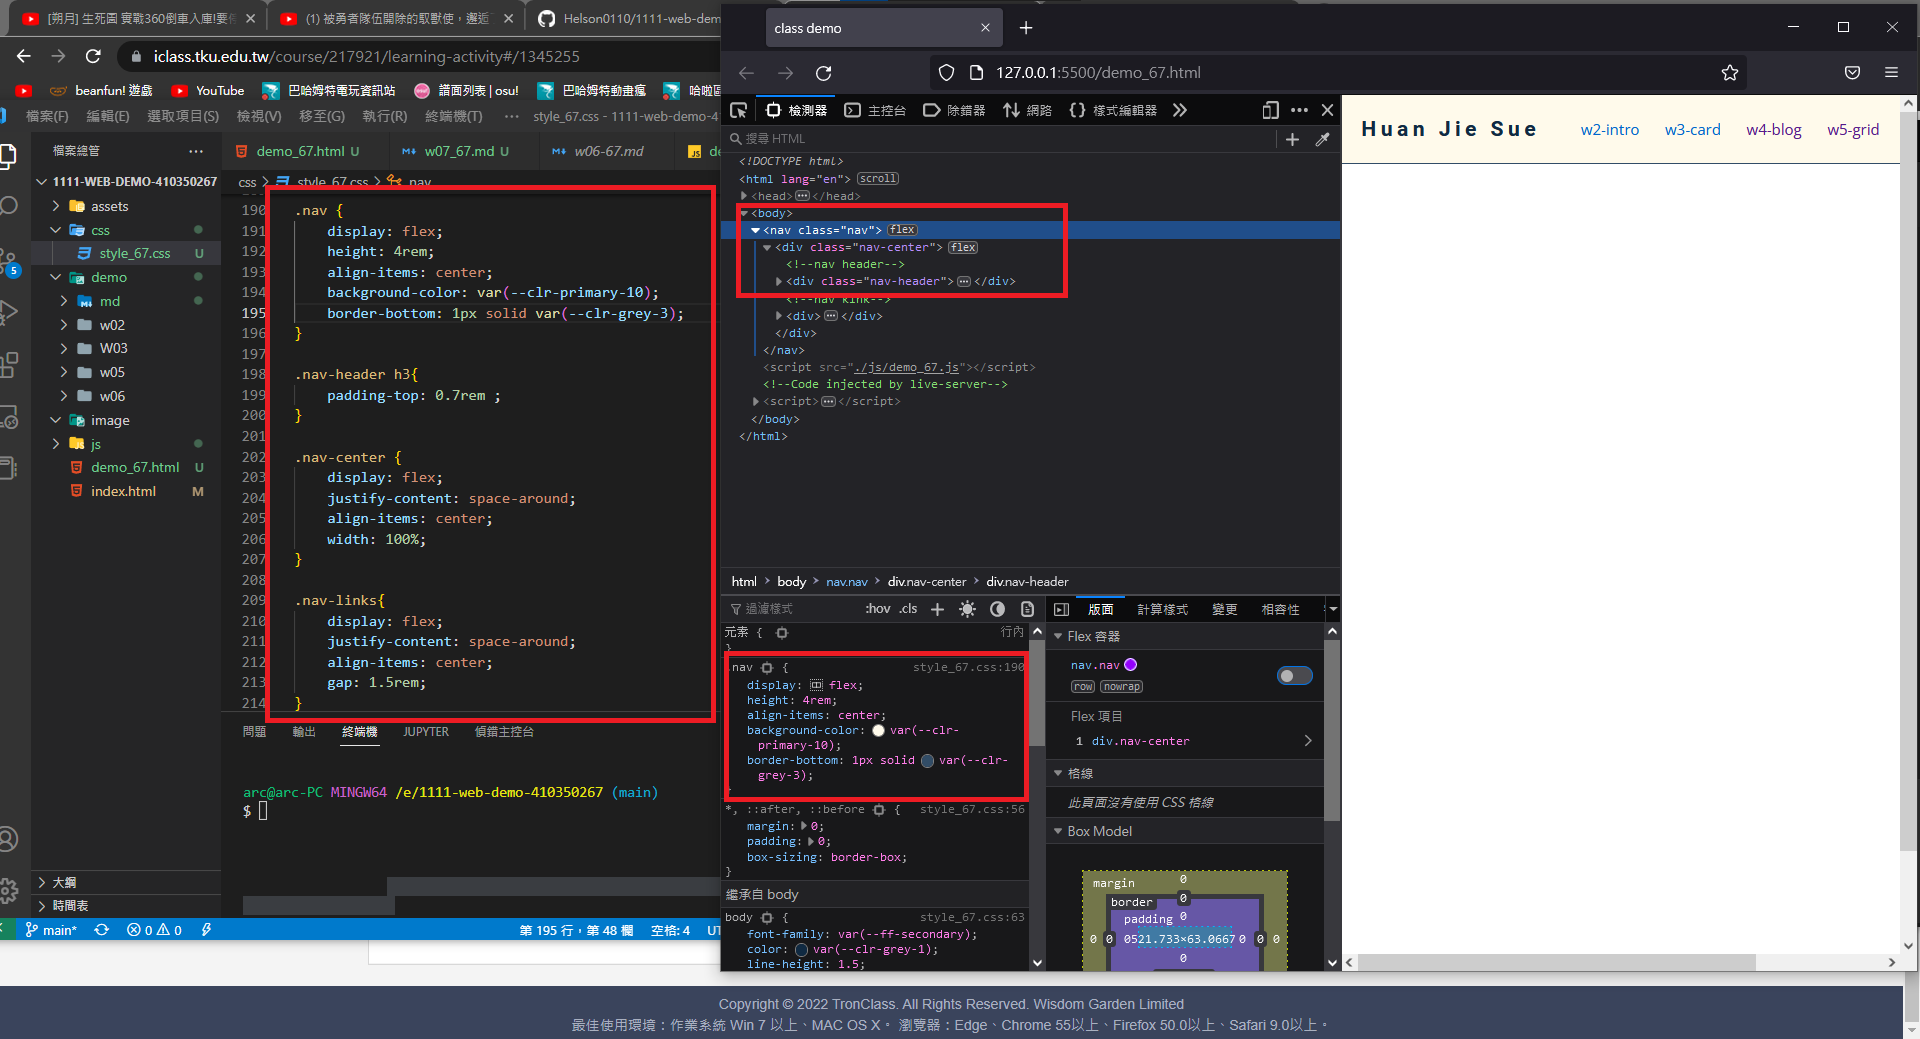 [朔月] 生死圖 實戰360倒車入庫!要
(1) 被勇者隊伍開除的馭獸使，邂逅
Helson0110/1111-web-dem
iclass.tku.edu.tw/course/217921/learning-activity#/1345255
beanfun! 遊戲
YouTube
巴哈姆特電玩資訊站
譜面列表 | osu!
巴哈姆特動畫瘋
哈啦區
檔案(F) 編輯(E) 選取項目(S) 檢視(V) 移至(G) 執行(R) 終端機(T) ··· style_67.css - 1111-web-demo-4
檔案總管 ···
1111-WEB-DEMO-410350267
assets
css
style_67.css U
demo
md
w02
W03
w05
w06
image
js
demo_67.html U
index.html M
大綱
時間表
5
demo_67.html U
w07_67.md U
w06-67.md
css > style_67.css > .nav
190 .nav {
191 display: flex;
192 height: 4rem;
193 align-items: center;
194 background-color: var(--clr-primary-10);
195 border-bottom: 1px solid var(--clr-grey-3);
196 }
197
198 .nav-header h3{
199 padding-top: 0.7rem ;
200 }
201
202 .nav-center {
203 display: flex;
204 justify-content: space-around;
205 align-items: center;
206 width: 100%;
207 }
208
209 .nav-links{
210 display: flex;
211 justify-content: space-around;
212 align-items: center;
213 gap: 1.5rem;
214 }
問題 輸出 終端機 JUPYTER 偵錯主控台
arc@arc-PC MINGW64 /e/1111-web-demo-410350267 (main)
$
main* 0 0 第 195 行，第 48 欄 空格: 4 UT
class demo
127.0.0.1:5500/demo_67.html
檢測器 主控台 除錯器 網路 樣式編輯器
搜尋 HTML
<!DOCTYPE html>
<html lang="en"> scroll
<head> ··· </head>
<body>
<nav class="nav"> flex
<div class="nav-center"> flex
<!--nav header-->
<div class="nav-header"> ··· </div>
<!--nav kink-->
<div> ··· </div>
</div>
</nav>
<script src="./js/demo_67.js"></script>
<!--Code injected by live-server-->
<script> ··· </script>
</body>
</html>
html > body > nav.nav > div.nav-center > div.nav-header
過濾樣式 :hov .cls
元素 { 行內
}
.nav { style_67.css:190
display: flex;
height: 4rem;
align-items: center;
background-color: var(--clr-
primary-10);
border-bottom: 1px solid var(--clr-
grey-3);
*, ::after, ::before { style_67.css:56
margin: 0;
padding: 0;
box-sizing: border-box;
}
繼承自 body
body { style_67.css:63
font-family: var(--ff-secondary);
color: var(--clr-grey-1);
line-height: 1.5;
版面 計算樣式 變更 相容性
Flex 容器
nav.nav
row nowrap
Flex 項目
1 div.nav-center
格線
此頁面沒有使用 CSS 格線
Box Model
margin 0
border 0
padding 0
0 0 0 521.733×63.0667 0 0 0
0
Huan Jie Sue w2-intro w3-card w4-blog w5-grid
Copyright © 2022 TronClass. All Rights Reserved. Wisdom Garden Limited
最佳使用環境：作業系統 Win 7 以上、MAC OS X。 瀏覽器：Edge、Chrome 55以上、Firefox 50.0以上、Safari 9.0以上。